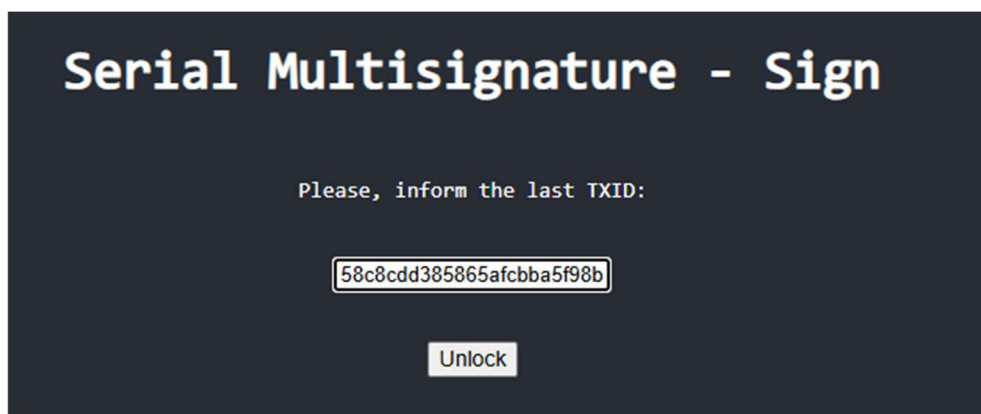 Serial Multisignature - Sign
Please, inform the last TXID:
58c8cdd385865afcbba5f98b
Unlock